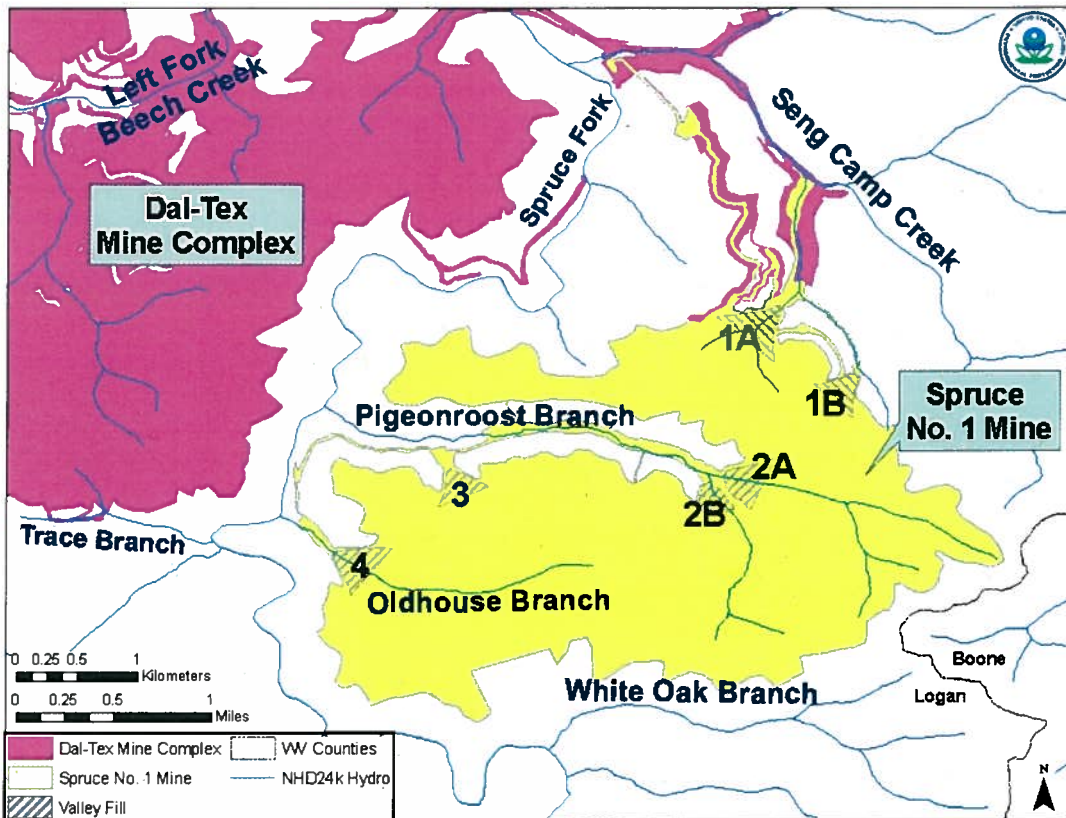 Left Fork
Beech Creek
Dal-Tex
Mine Complex
Spruce Fork
Seng Camp Creek
1A
1B
Spruce
No. 1 Mine
Pigeonroost Branch
2A
2B
3
Trace Branch
4
Oldhouse Branch
White Oak Branch
Boone
Logan
0 0.25 0.5 1
Kilometers
0 0.25 0.5 1
Miles
N
Dal-Tex Mine Complex
WV Counties
Spruce No. 1 Mine
NHD24k Hydro
Valley Fill